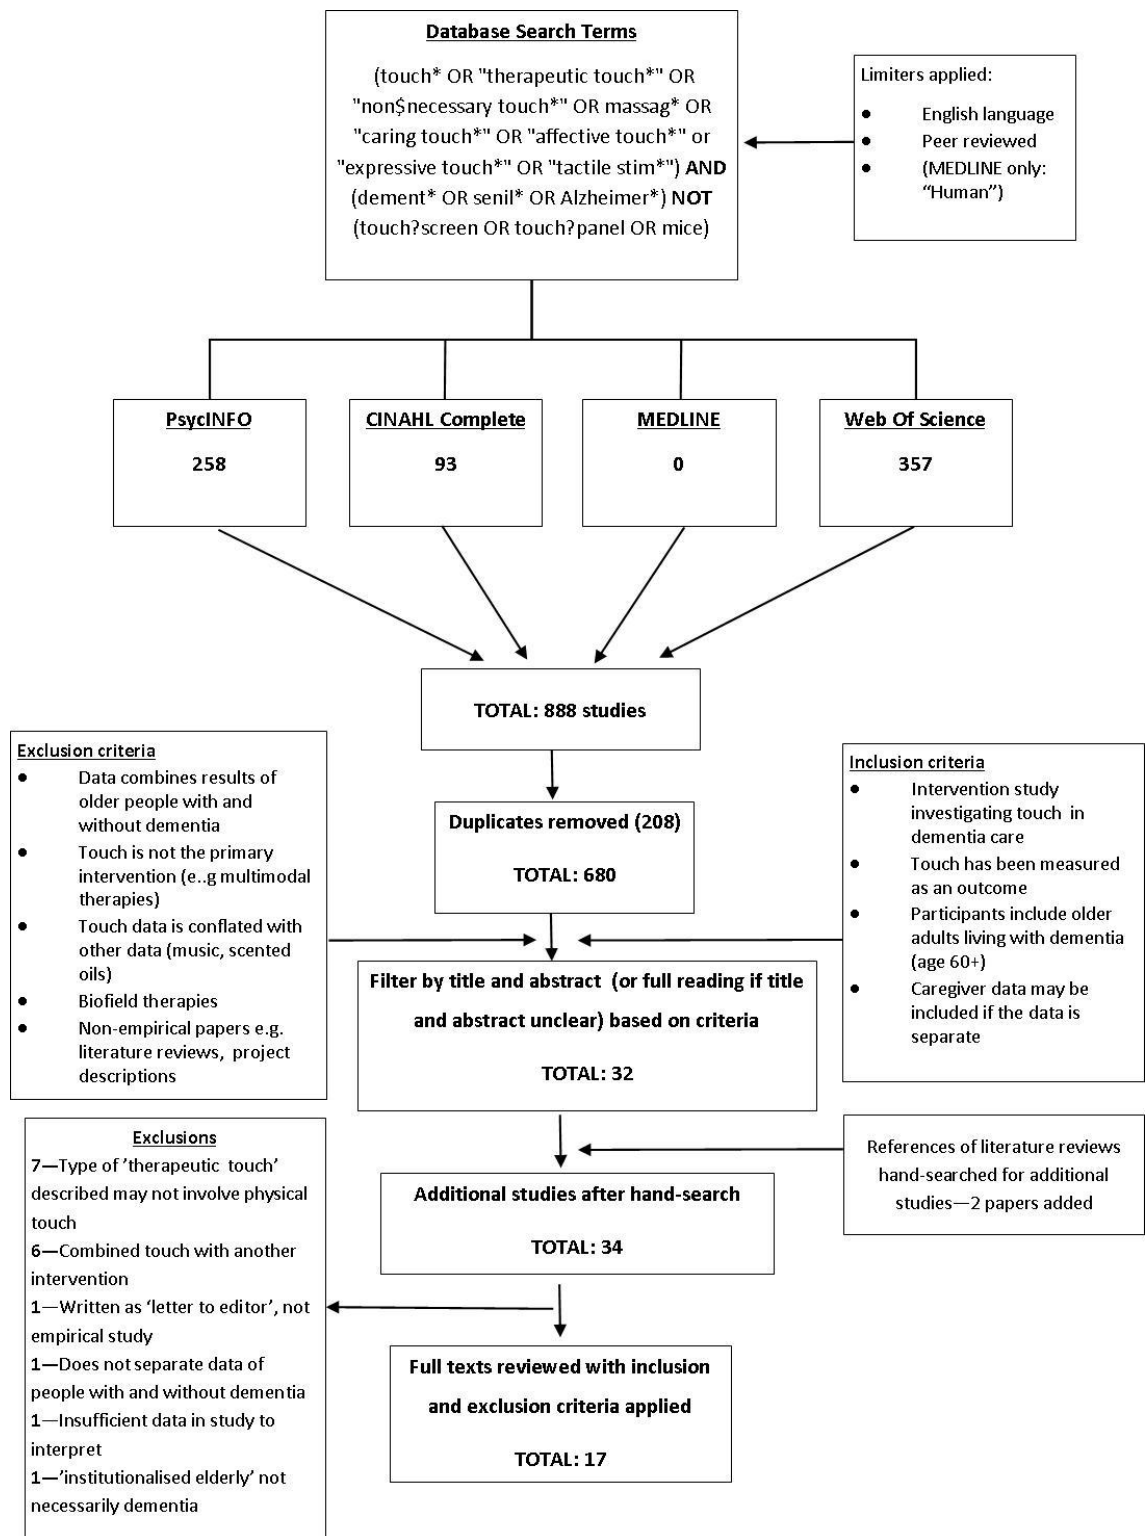 Database Search Terms
(touch* OR "therapeutic touch*" OR
"non$necessary touch*" OR massag* OR
"caring touch*" OR "affective touch*" or
"expressive touch*" OR "tactile stim*") AND
(dement* OR senil* OR Alzheimer*) NOT
(touch?screen OR touch?panel OR mice)
Limiters applied:
● English language
● Peer reviewed
● (MEDLINE only:
“Human”)
PsycINFO
258
CINAHL Complete
93
MEDLINE
0
Web Of Science
357
TOTAL: 888 studies
Duplicates removed (208)
TOTAL: 680
Exclusion criteria
● Data combines results of
older people with and
without dementia
● Touch is not the primary
intervention (e..g multimodal
therapies)
● Touch data is conflated with
other data (music, scented
oils)
● Biofield therapies
● Non-empirical papers e.g.
literature reviews, project
descriptions
Inclusion criteria
● Intervention study
investigating touch in
dementia care
● Touch has been measured
as an outcome
● Participants include older
adults living with dementia
(age 60+)
● Caregiver data may be
included if the data is
separate
Filter by title and abstract (or full reading if title
and abstract unclear) based on criteria
TOTAL: 32
References of literature reviews
hand-searched for additional
studies—2 papers added
Additional studies after hand-search
TOTAL: 34
Exclusions
7—Type of ’therapeutic touch’
described may not involve physical
touch
6—Combined touch with another
intervention
1—Written as ‘letter to editor’, not
empirical study
1—Does not separate data of
people with and without dementia
1—Insufficient data in study to
interpret
1—’institutionalised elderly’ not
necessarily dementia
Full texts reviewed with inclusion
and exclusion criteria applied
TOTAL: 17